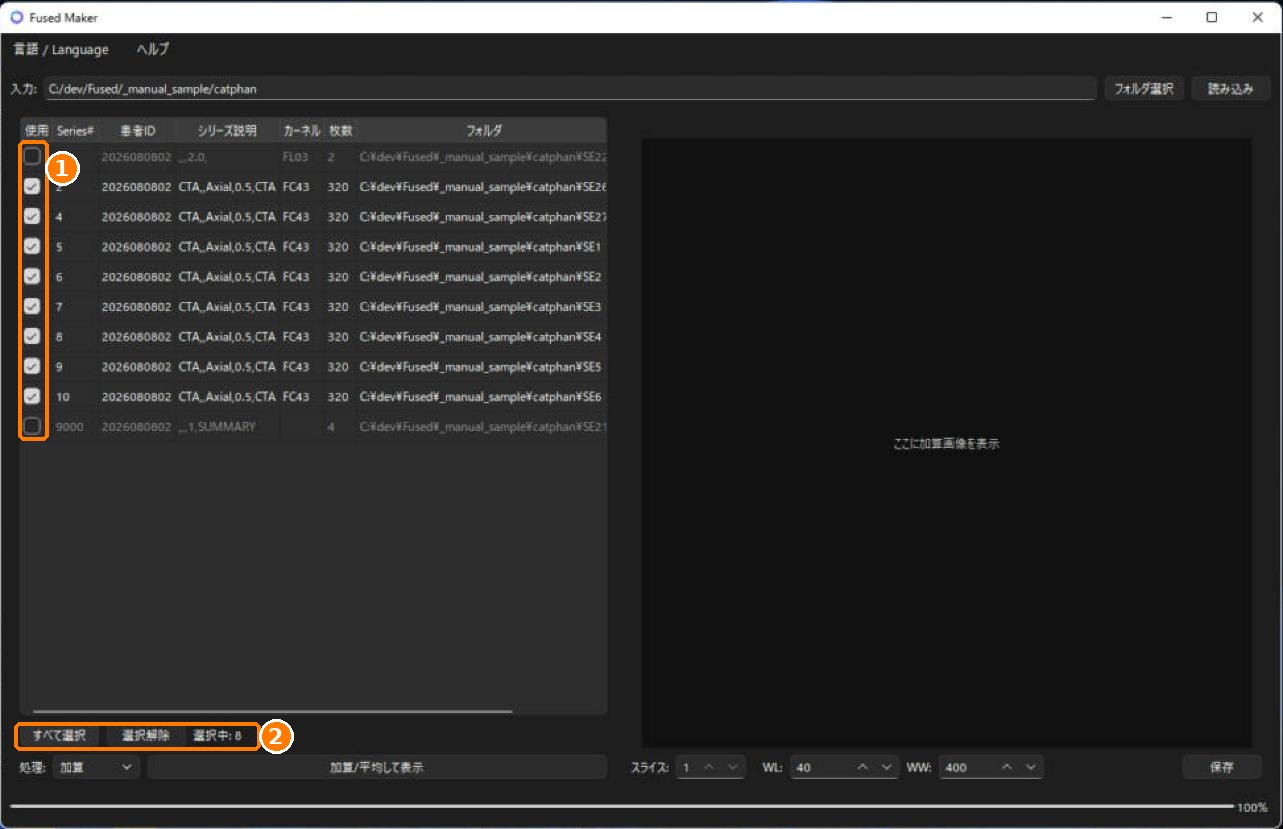 Fused Maker
言語 / Language ヘルプ
入力: C:/dev/Fused/_manual_sample/catphan フォルダ選択 読み込み
使用 Series# 患者ID シリーズ説明 カーネル 枚数 フォルダ
2026080802 ,,,2.0, FL03 2 C:¥dev¥Fused¥_manual_sample¥catphan¥SE22
1
2 2026080802 CTA,,Axial,0.5,CTA FC43 320 C:¥dev¥Fused¥_manual_sample¥catphan¥SE26
4 2026080802 CTA,,Axial,0.5,CTA FC43 320 C:¥dev¥Fused¥_manual_sample¥catphan¥SE27
5 2026080802 CTA,,Axial,0.5,CTA FC43 320 C:¥dev¥Fused¥_manual_sample¥catphan¥SE1
6 2026080802 CTA,,Axial,0.5,CTA FC43 320 C:¥dev¥Fused¥_manual_sample¥catphan¥SE2
7 2026080802 CTA,,Axial,0.5,CTA FC43 320 C:¥dev¥Fused¥_manual_sample¥catphan¥SE3
8 2026080802 CTA,,Axial,0.5,CTA FC43 320 C:¥dev¥Fused¥_manual_sample¥catphan¥SE4
9 2026080802 CTA,,Axial,0.5,CTA FC43 320 C:¥dev¥Fused¥_manual_sample¥catphan¥SE5
10 2026080802 CTA,,Axial,0.5,CTA FC43 320 C:¥dev¥Fused¥_manual_sample¥catphan¥SE6
9000 2026080802 ,,,1,SUMMARY 4 C:¥dev¥Fused¥_manual_sample¥catphan¥SE21
ここに加算画像を表示
すべて選択 選択解除 選択中: 8 2
処理: 加算 加算/平均して表示 スライス: 1 WL: 40 WW: 400 保存
100%